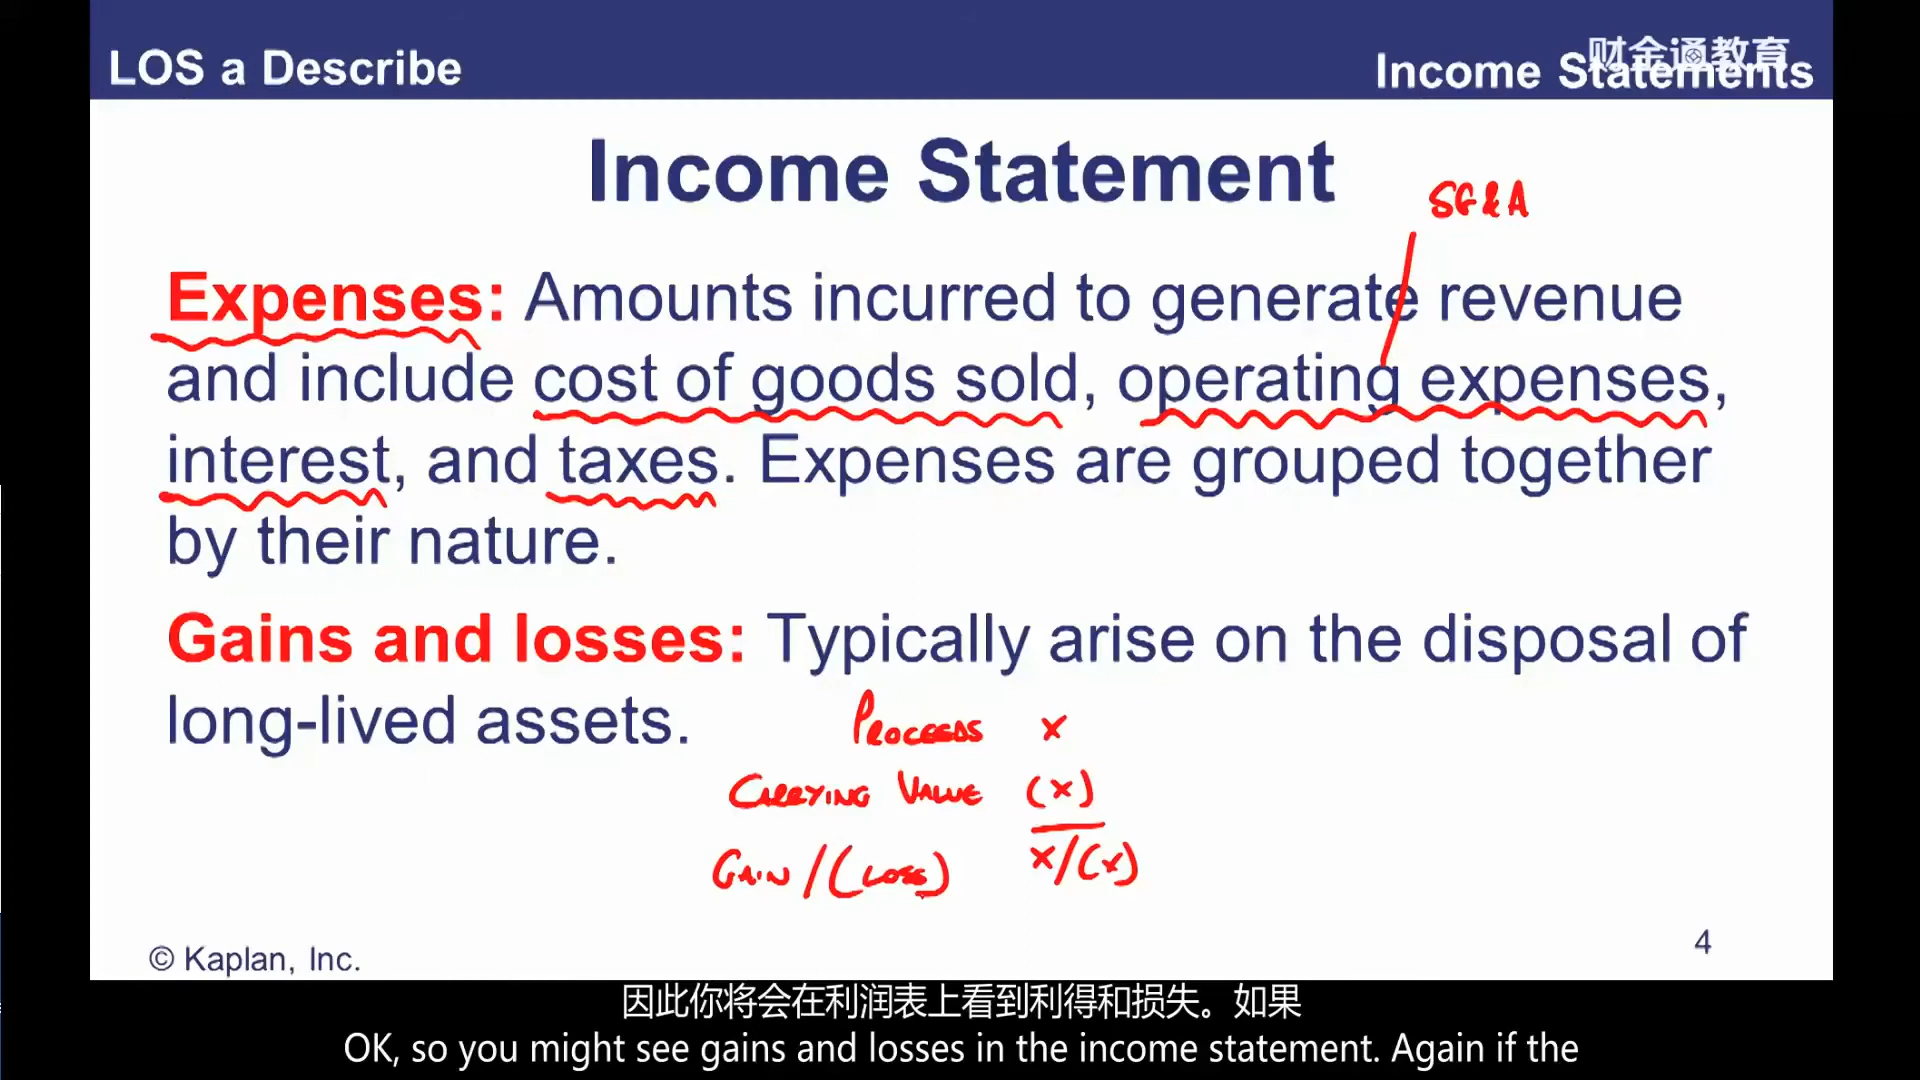 LOS a Describe
Income Statements
财金通教育
Income Statement
SG&A
Expenses: Amounts incurred to generate revenue
and include cost of goods sold, operating expenses,
interest, and taxes. Expenses are grouped together
by their nature.
Gains and losses: Typically arise on the disposal of
long-lived assets.
PROCEEDS x
CARRYING VALUE (x)
GAIN/(LOSS) x/(x)
© Kaplan, Inc.
4
因此你将会在利润表上看到利得和损失。如果
OK, so you might see gains and losses in the income statement. Again if the